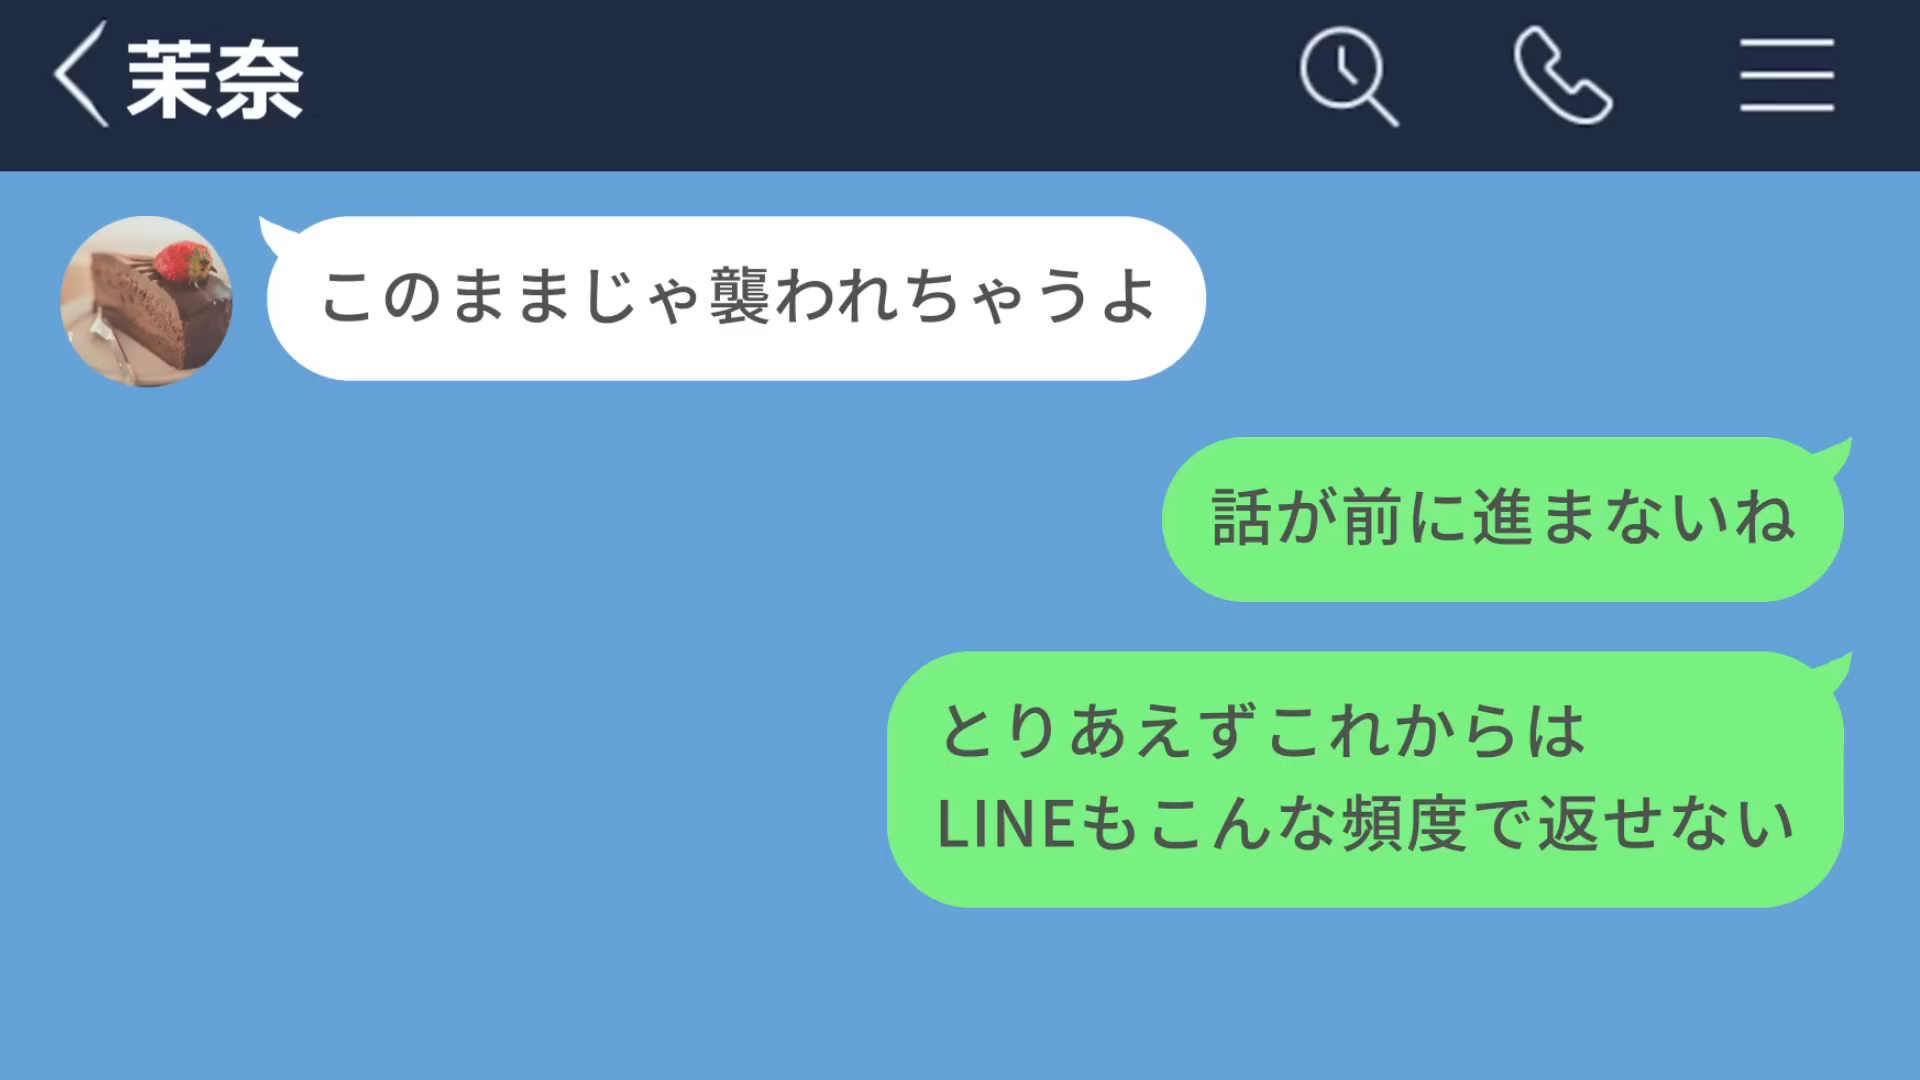 茉奈
このままじゃ襲われちゃうよ
話が前に進まないね
とりあえずこれからは
LINEもこんな頻度で返せない